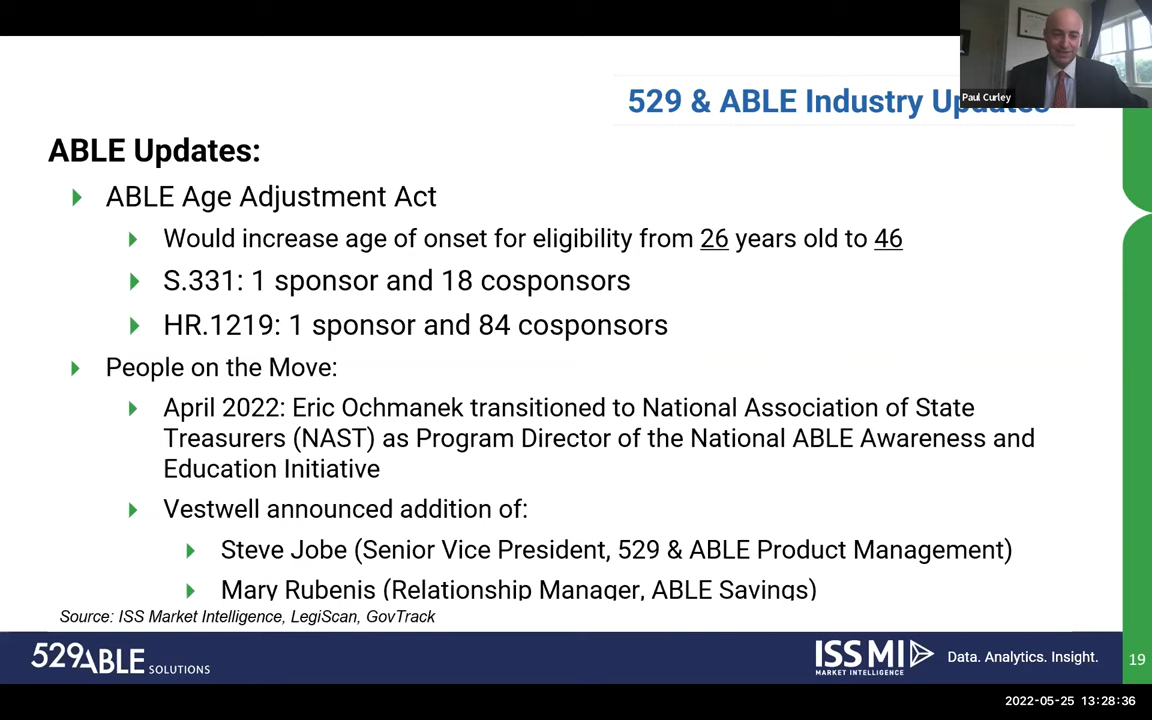 529 & ABLE Industry Updates
Paul Curley
ABLE Updates:
ABLE Age Adjustment Act
Would increase age of onset for eligibility from 26 years old to 46
S.331: 1 sponsor and 18 cosponsors
HR.1219: 1 sponsor and 84 cosponsors
People on the Move:
April 2022: Eric Ochmanek transitioned to National Association of State
Treasurers (NAST) as Program Director of the National ABLE Awareness and
Education Initiative
Vestwell announced addition of:
Steve Jobe (Senior Vice President, 529 & ABLE Product Management)
Mary Rubenis (Relationship Manager, ABLE Savings)
Source: ISS Market Intelligence, LegiScan, GovTrack
529ABLE SOLUTIONS
ISS MI
MARKET INTELLIGENCE
Data. Analytics. Insight.
19
2022-05-25 13:28:36